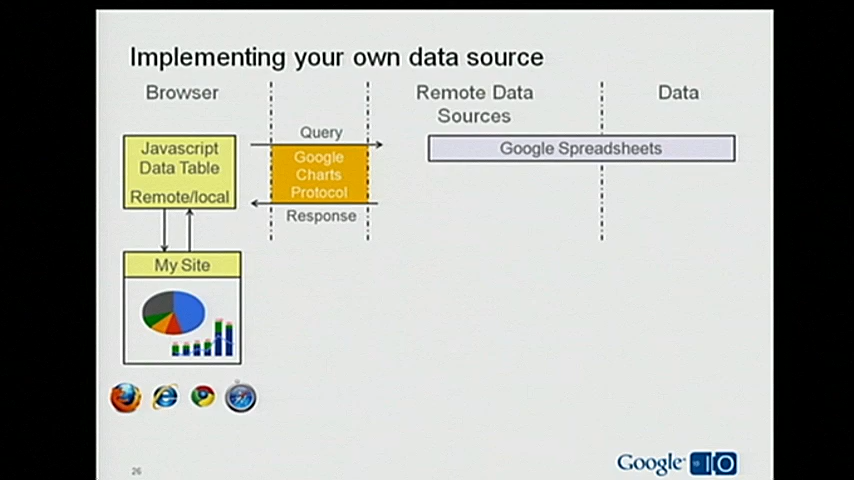 Implementing your own data source
Browser
Remote Data
Sources
Data
Javascript
Data Table
Remote/local
Query
Google
Charts
Protocol
Response
Google Spreadsheets
My Site
26
Google IO